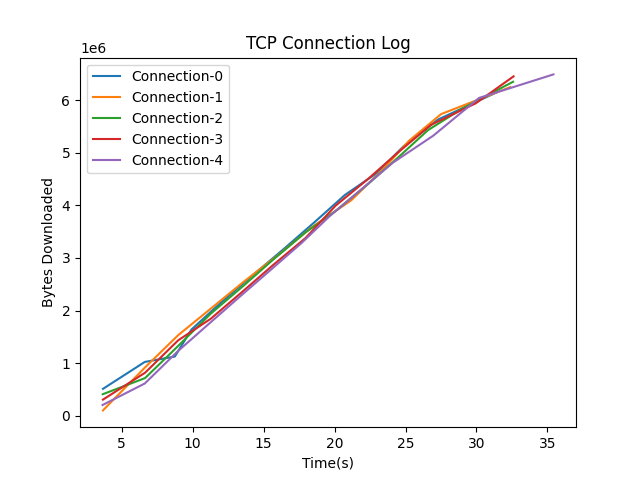 TCP Connection Log
1e6
Connection-0
Connection-1
Connection-2
Connection-3
Connection-4
6
5
4
3
2
1
0
Bytes Downloaded
5 10 15 20 25 30 35
Time(s)